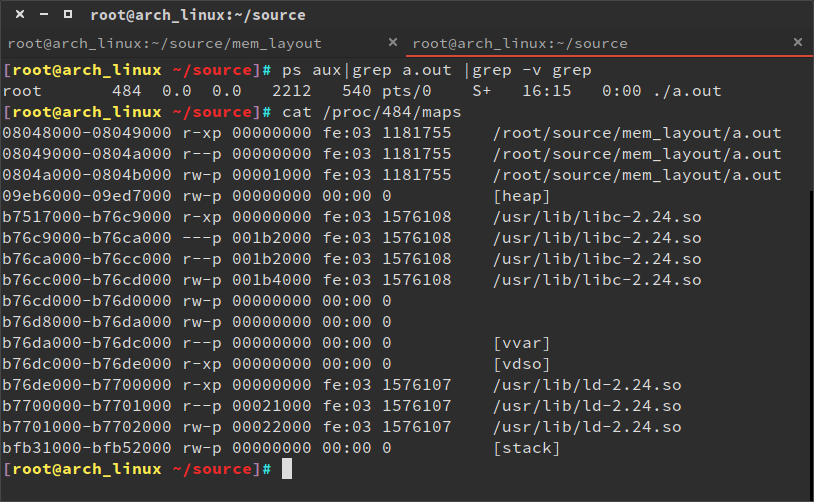 root@arch_linux:~/source
root@arch_linux:~/source/mem_layout × root@arch_linux:~/source ×
[root@arch_linux ~/source]# ps aux|grep a.out |grep -v grep
root       484  0.0  0.0   2212   540 pts/0    S+   16:15   0:00 ./a.out
[root@arch_linux ~/source]# cat /proc/484/maps
08048000-08049000 r-xp 00000000 fe:03 1181755    /root/source/mem_layout/a.out
08049000-0804a000 r--p 00000000 fe:03 1181755    /root/source/mem_layout/a.out
0804a000-0804b000 rw-p 00001000 fe:03 1181755    /root/source/mem_layout/a.out
09eb6000-09ed7000 rw-p 00000000 00:00 0          [heap]
b7517000-b76c9000 r-xp 00000000 fe:03 1576108    /usr/lib/libc-2.24.so
b76c9000-b76ca000 ---p 001b2000 fe:03 1576108    /usr/lib/libc-2.24.so
b76ca000-b76cc000 r--p 001b2000 fe:03 1576108    /usr/lib/libc-2.24.so
b76cc000-b76cd000 rw-p 001b4000 fe:03 1576108    /usr/lib/libc-2.24.so
b76cd000-b76d0000 rw-p 00000000 00:00 0
b76d8000-b76da000 rw-p 00000000 00:00 0
b76da000-b76dc000 r--p 00000000 00:00 0          [vvar]
b76dc000-b76de000 r-xp 00000000 00:00 0          [vdso]
b76de000-b7700000 r-xp 00000000 fe:03 1576107    /usr/lib/ld-2.24.so
b7700000-b7701000 r--p 00021000 fe:03 1576107    /usr/lib/ld-2.24.so
b7701000-b7702000 rw-p 00022000 fe:03 1576107    /usr/lib/ld-2.24.so
bfb31000-bfb52000 rw-p 00000000 00:00 0          [stack]
[root@arch_linux ~/source]#